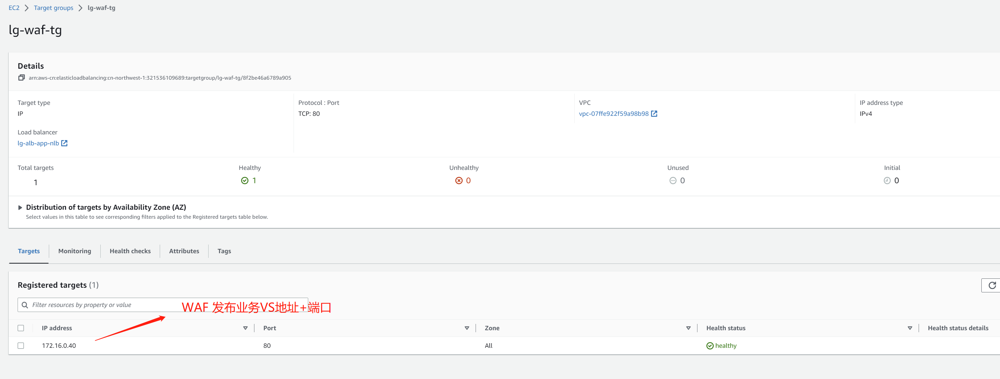 EC2 > Target groups > lg-waf-tg
lg-waf-tg
Details
arn:aws-cn:elasticloadbalancing:cn-northwest-1:321536109689:targetgroup/lg-waf-tg/8f2be46a6789a905
Target type Protocol : Port VPC IP address type
IP TCP: 80 vpc-07ffe922f59a98b98 IPv4
Load balancer
lg-alb-app-nlb
Total targets Healthy Unhealthy Unused Initial
1 1 0 0 0
Distribution of targets by Availability Zone (AZ)
Select values in this table to see corresponding filters applied to the Registered targets table below.
Targets Monitoring Health checks Attributes Tags
Registered targets (1)
Filter resources by property or value
WAF 发布业务VS地址+端口
IP address Port Zone Health status Health status details
172.16.0.40 80 All healthy